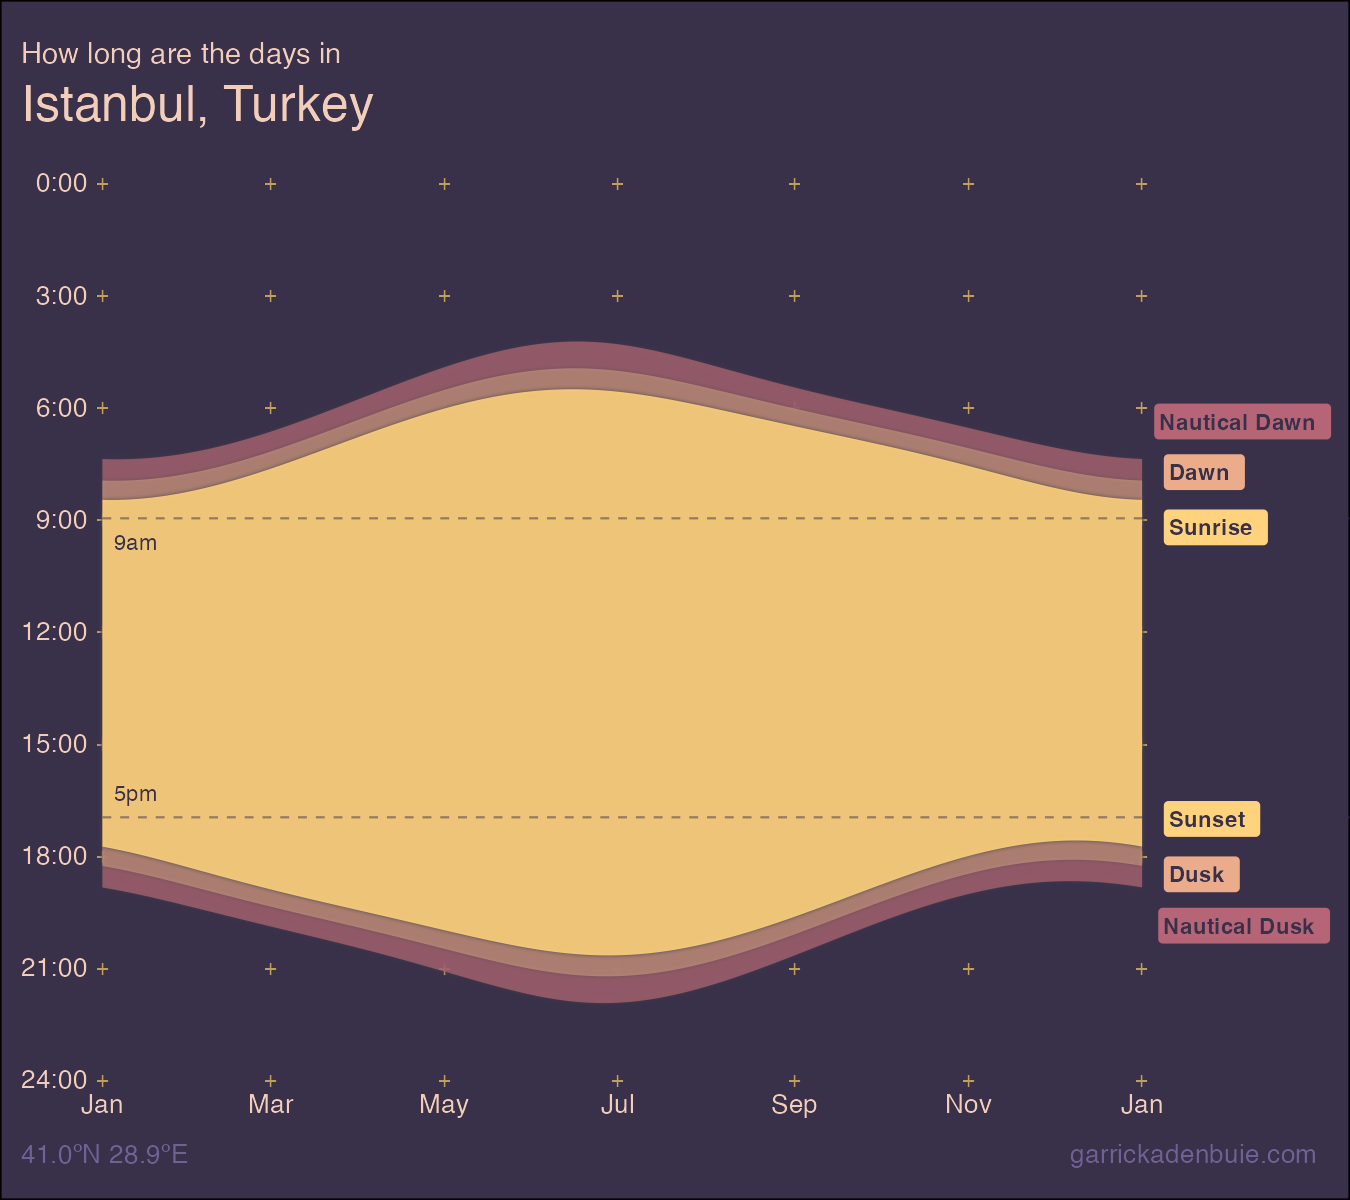 How long are the days in
Istanbul, Turkey
0:00
3:00
6:00
Nautical Dawn
Dawn
9:00
Sunrise
9am
12:00
15:00
5pm
Sunset
18:00
Dusk
Nautical Dusk
21:00
24:00
Jan Mar May Jul Sep Nov Jan
41.0°N 28.9°E
garrickadenbuie.com